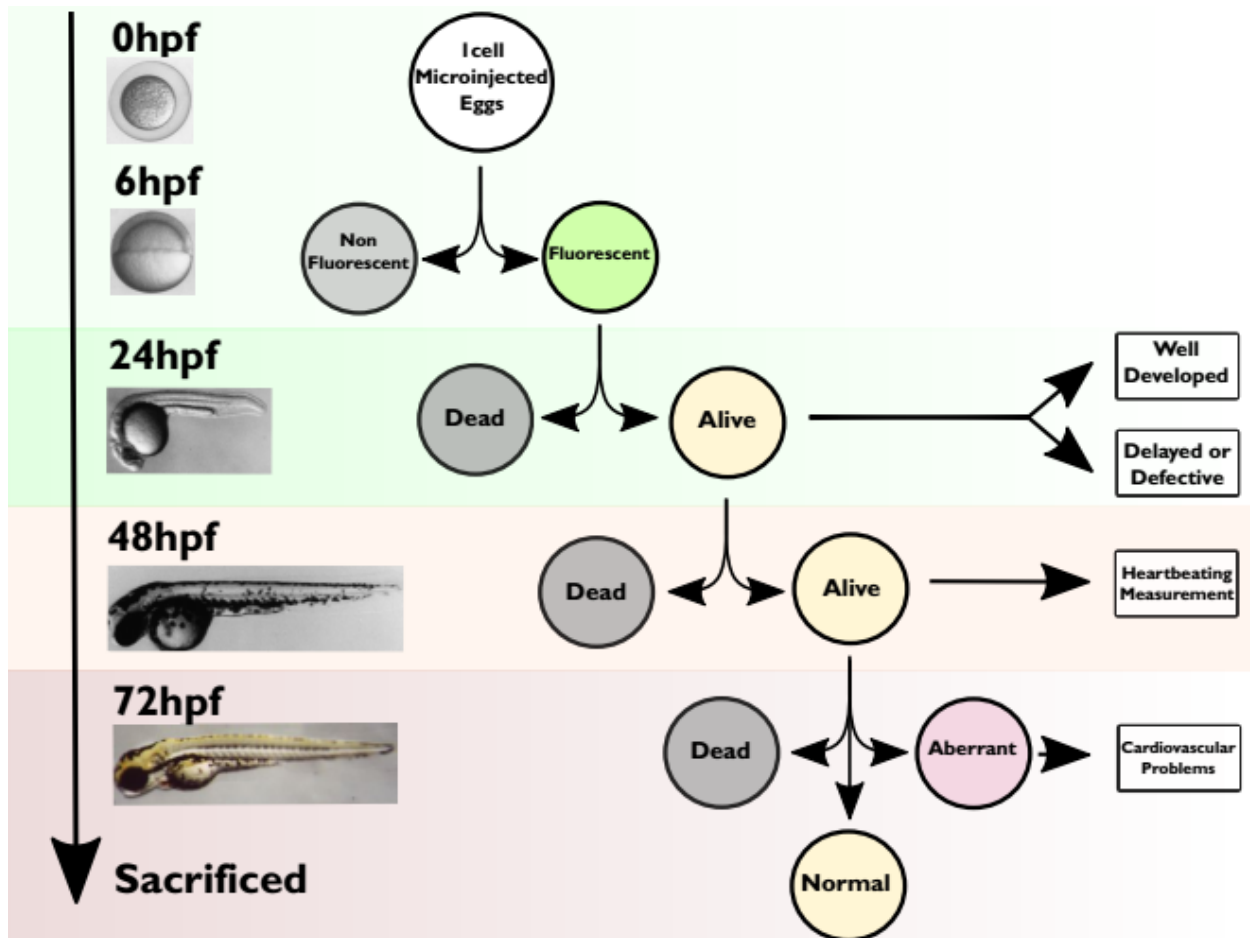 0hpf
1cell
Microinjected
Eggs
6hpf
Non
Fluorescent
Fluorescent
24hpf
Dead
Alive
Well
Developed
Delayed or
Defective
48hpf
Dead
Alive
Heartbeating
Measurement
72hpf
Dead
Aberrant
Cardiovascular
Problems
Normal
Sacrificed